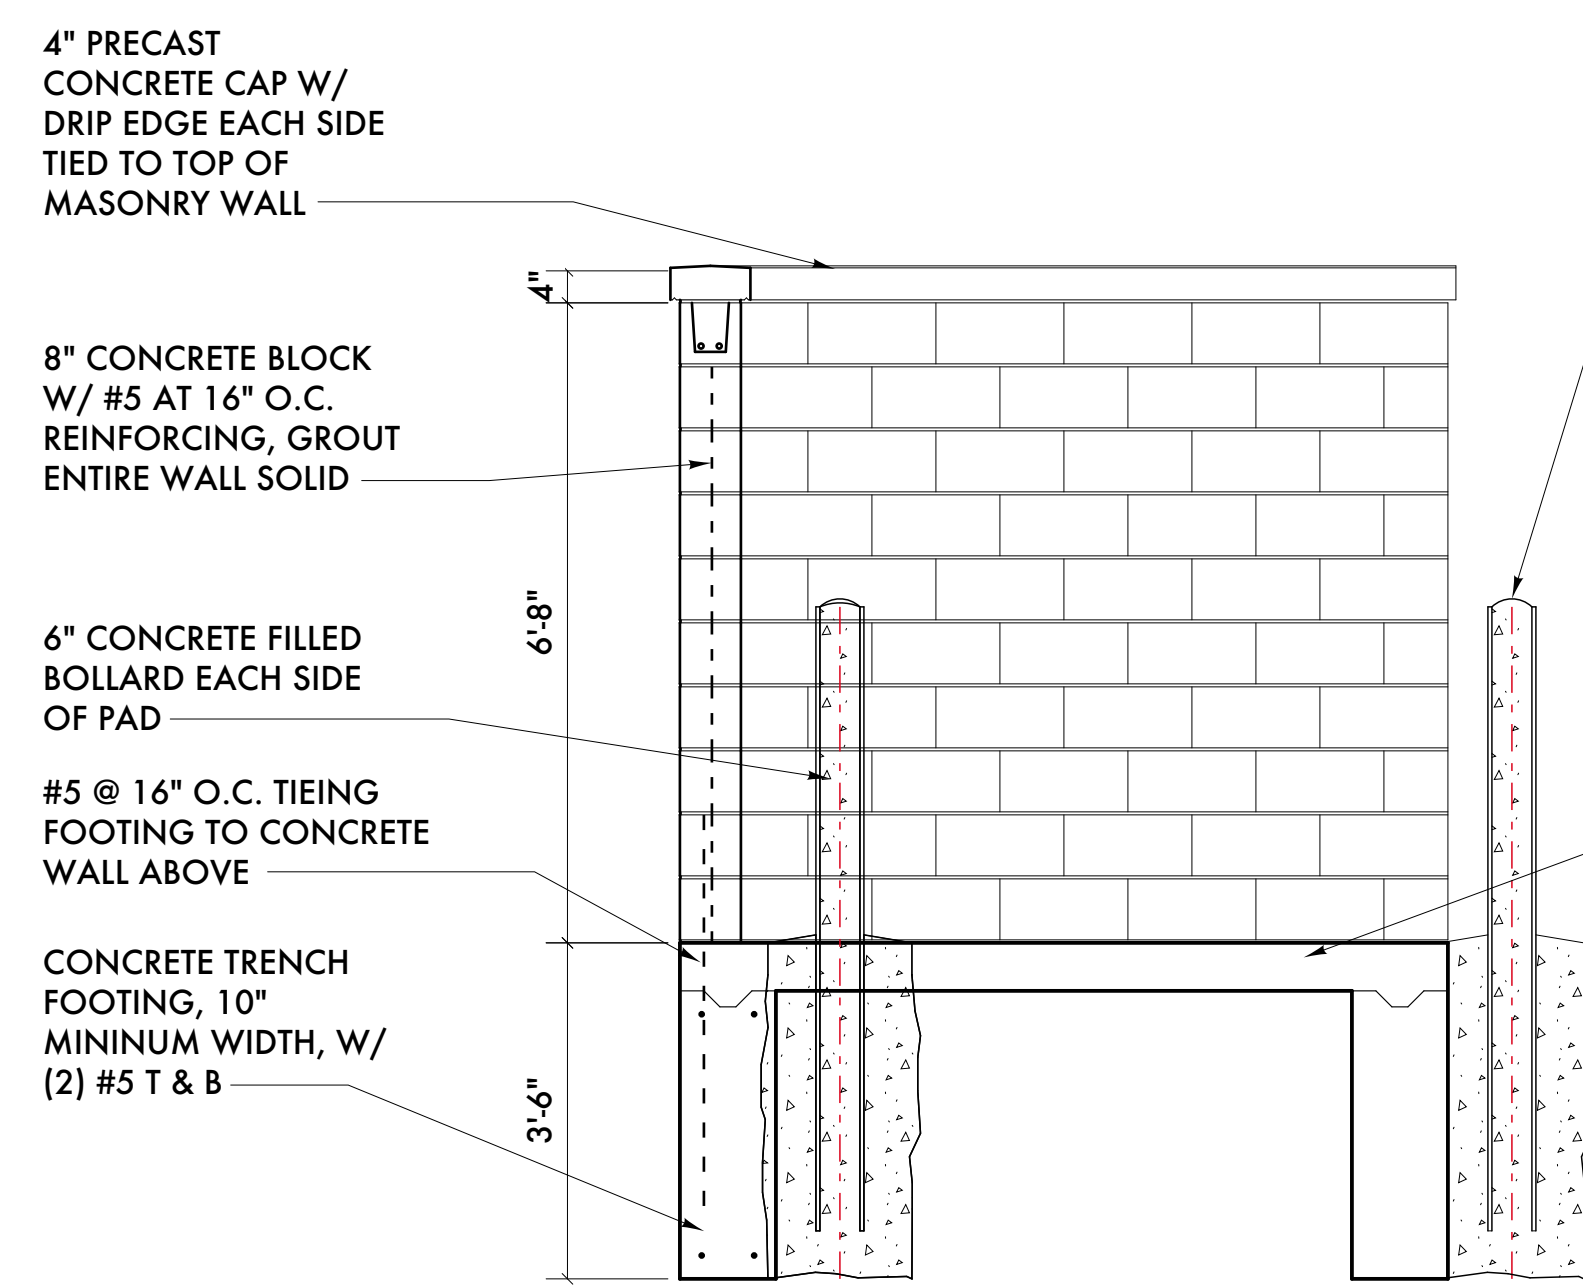 4" PRECAST
CONCRETE CAP W/
DRIP EDGE EACH SIDE
TIED TO TOP OF
MASONRY WALL
4"
8" CONCRETE BLOCK
W/ #5 AT 16" O.C.
REINFORCING, GROUT
ENTIRE WALL SOLID
6'-8"
6" CONCRETE FILLED
BOLLARD EACH SIDE
OF PAD
#5 @ 16" O.C. TIEING
FOOTING TO CONCRETE
WALL ABOVE
CONCRETE TRENCH
FOOTING, 10"
MININUM WIDTH, W/
(2) #5 T & B
3'-6"